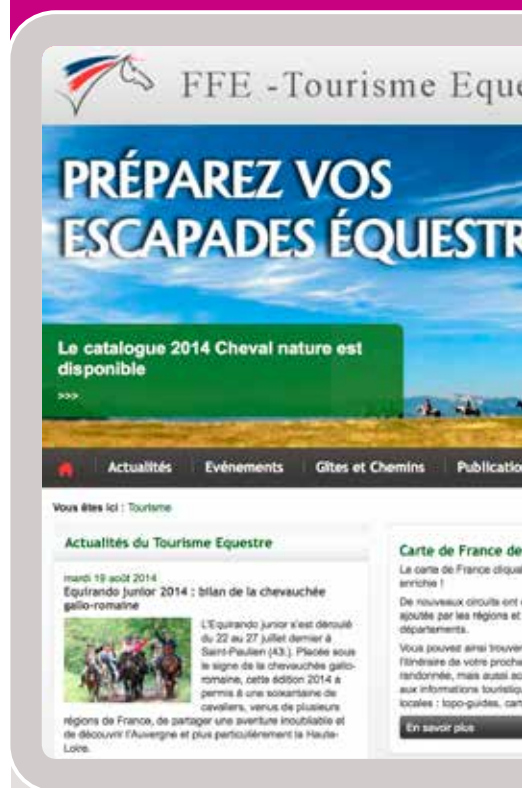 FFE -Tourisme Eque
PRÉPAREZ VOS
ESCAPADES ÉQUESTR
Le catalogue 2014 Cheval nature est
disponible
>>>
Actualités Evénements Gîtes et Chemins Publicatio
Vous êtes ici : Tourisme
Actualités du Tourisme Equestre
mardi 19 août 2014
Equirando junior 2014 : bilan de la chevauchée
gallo-romaine
L'Equirando junior s'est déroulé
du 22 au 27 juillet dernier à
Saint-Paulien (43.). Placée sous
le signe de la chevauchée gallo-
romaine, cette édition 2014 a
permis à une soixantaine de
cavaliers, venus de plusieurs
régions de France, de partager une aventure inoubliable et
de découvrir l'Auvergne et plus particulièrement la Haute-
Loire.
Carte de France de
La carte de France cliqua
enrichie !
De nouveaux circuits ont
ajoutés par les régions et
départements.
Vous pouvez ainsi trouver
l'itinéraire de votre procha
randonnée, mais aussi ac
aux informations touristiq
locales : topo-guides, cart
En savoir plus